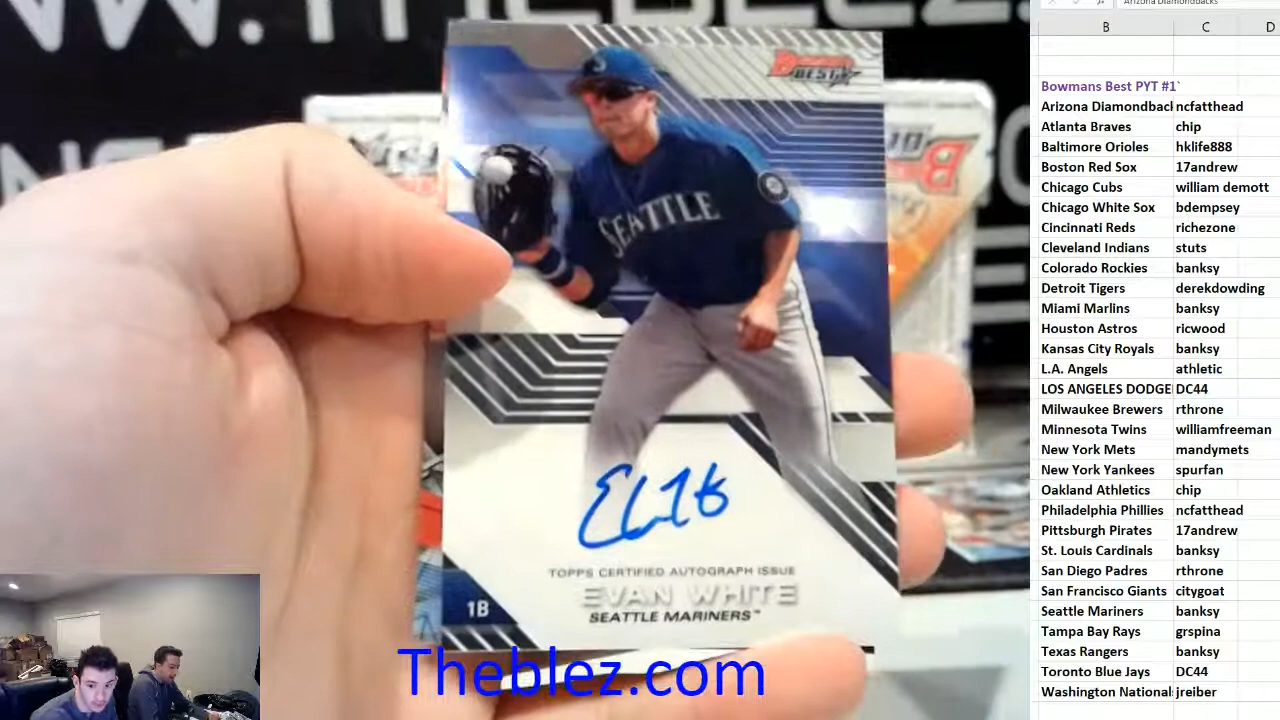 WWW.THEBLEZ.
Arizona Diamondbacks
B C D
Bowmans Best PYT #1`
Arizona Diamondbacl ncfatthead
Atlanta Braves chip
Baltimore Orioles hklife888
Boston Red Sox 17andrew
Chicago Cubs william demott
Chicago White Sox bdempsey
Cincinnati Reds richezone
Cleveland Indians stuts
Colorado Rockies banksy
Detroit Tigers derekdowding
Miami Marlins banksy
Houston Astros ricwood
Kansas City Royals banksy
L.A. Angels athletic
LOS ANGELES DODGE DC44
Milwaukee Brewers rthrone
Minnesota Twins williamfreeman
New York Mets mandymets
New York Yankees spurfan
Oakland Athletics chip
Philadelphia Phillies ncfatthead
Pittsburgh Pirates 17andrew
St. Louis Cardinals banksy
San Diego Padres rthrone
San Francisco Giants citygoat
Seattle Mariners banksy
Tampa Bay Rays grspina
Texas Rangers banksy
Toronto Blue Jays DC44
Washington National jreiber
Bowman's
BEST
SEATTLE
TOPPS CERTIFIED AUTOGRAPH ISSUE
1B
EVAN WHITE
SEATTLE MARINERS™
Theblez.com